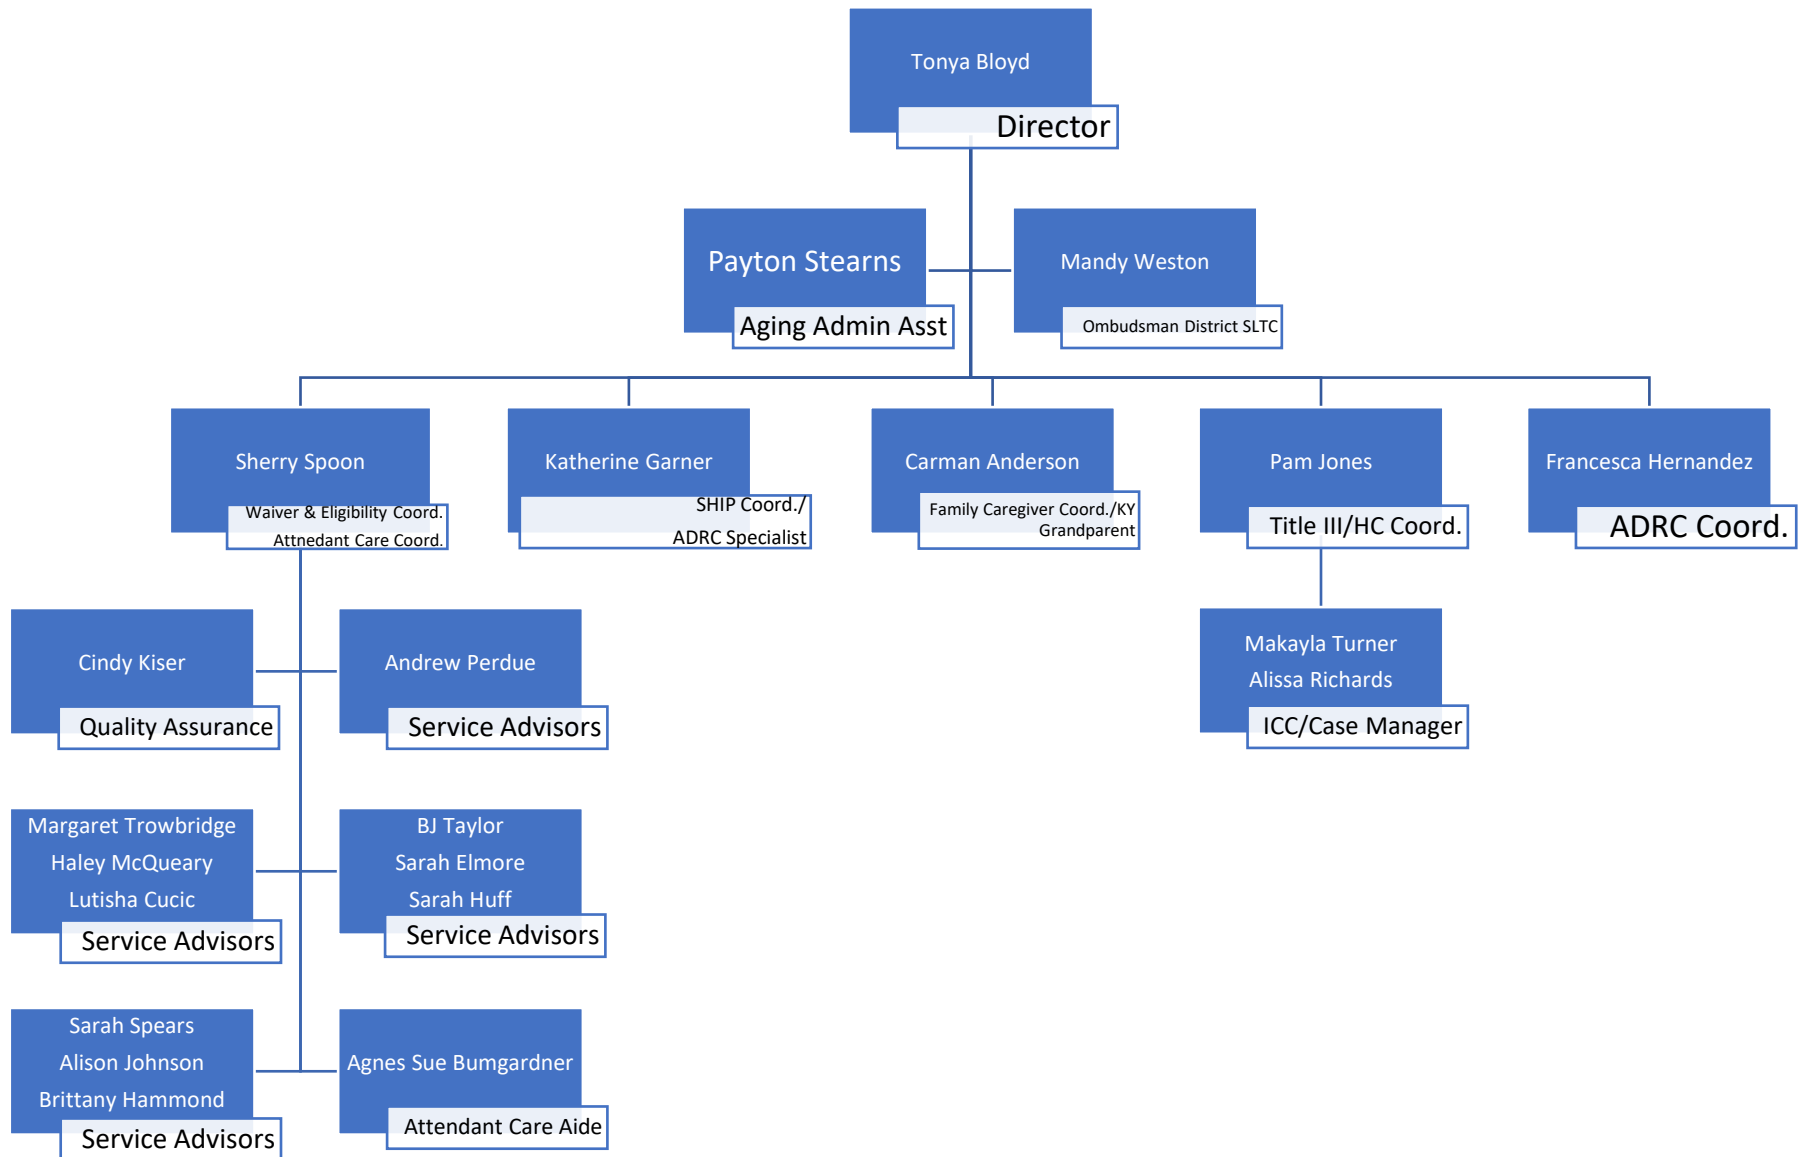 Tonya Bloyd
Director
Payton Stearns
Aging Admin Asst
Mandy Weston
Ombudsman District SLTC
Sherry Spoon
Waiver & Eligibility Coord.
Attnedant Care Coord.
Katherine Garner
SHIP Coord./
ADRC Specialist
Carman Anderson
Family Caregiver Coord./KY
Grandparent
Pam Jones
Title III/HC Coord.
Francesca Hernandez
ADRC Coord.
Cindy Kiser
Quality Assurance
Andrew Perdue
Service Advisors
Makayla Turner
Alissa Richards
ICC/Case Manager
Margaret Trowbridge
Haley McQueary
Lutisha Cucic
Service Advisors
BJ Taylor
Sarah Elmore
Sarah Huff
Service Advisors
Sarah Spears
Alison Johnson
Brittany Hammond
Service Advisors
Agnes Sue Bumgardner
Attendant Care Aide